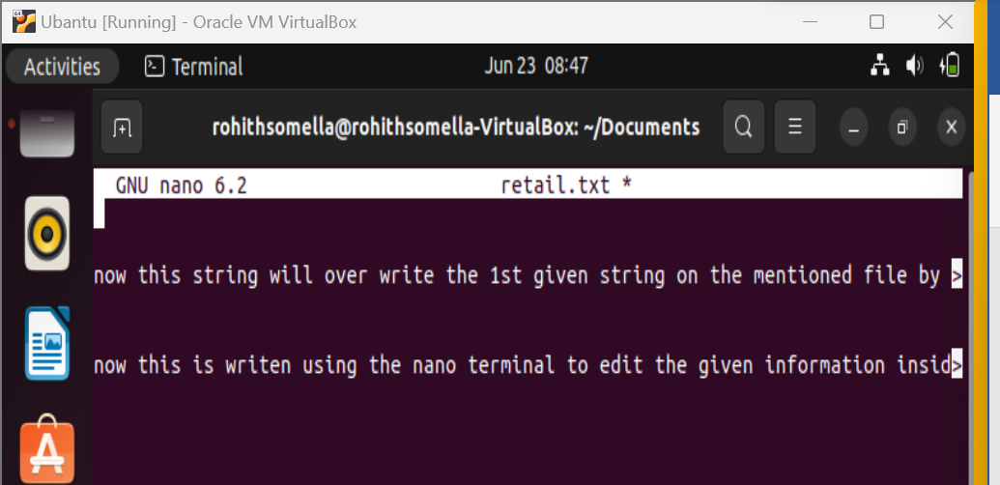 64
Ubantu [Running] - Oracle VM VirtualBox
Activities Terminal Jun 23 08:47
rohithsomella@rohithsomella-VirtualBox: ~/Documents
GNU nano 6.2 retail.txt *
now this string will over write the 1st given string on the mentioned file by >
now this is writen using the nano terminal to edit the given information insid>